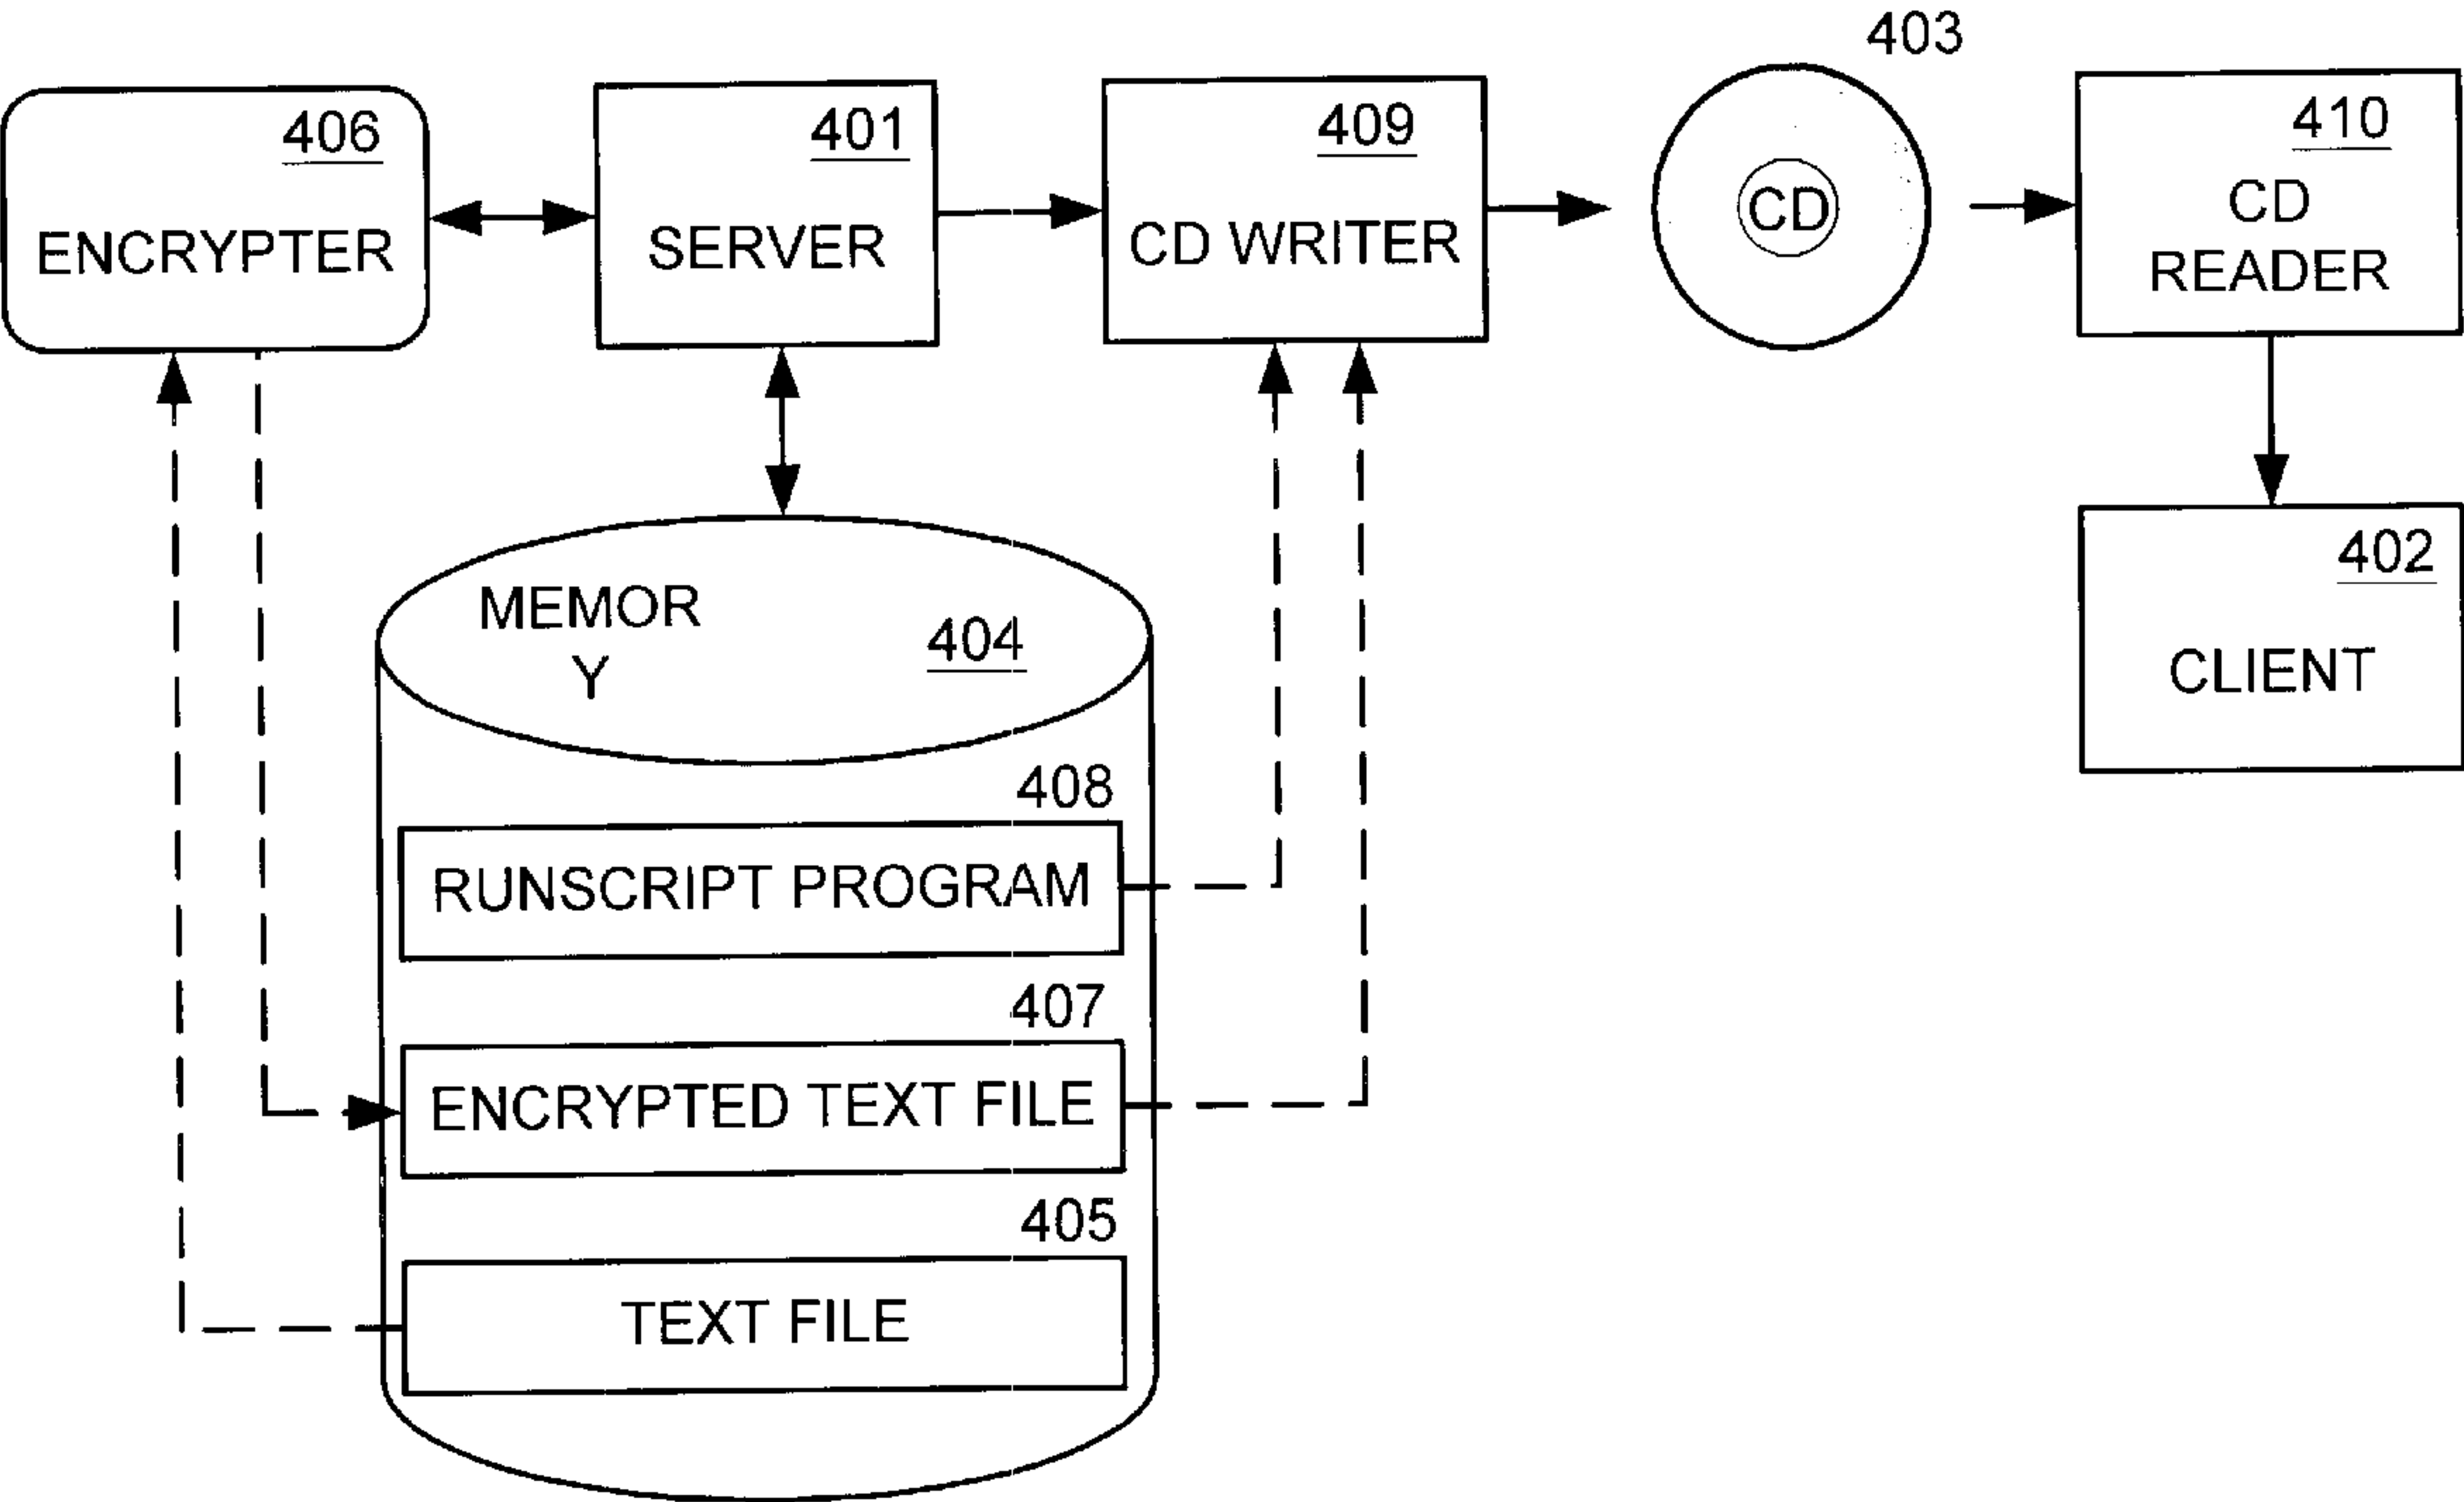 403
406
ENCRYPTER
401
SERVER
409
CD WRITER
CD
410
CD
READER
402
CLIENT
MEMOR
Y
404
408
RUNSCRIPT PROGRAM
407
ENCRYPTED TEXT FILE
405
TEXT FILE